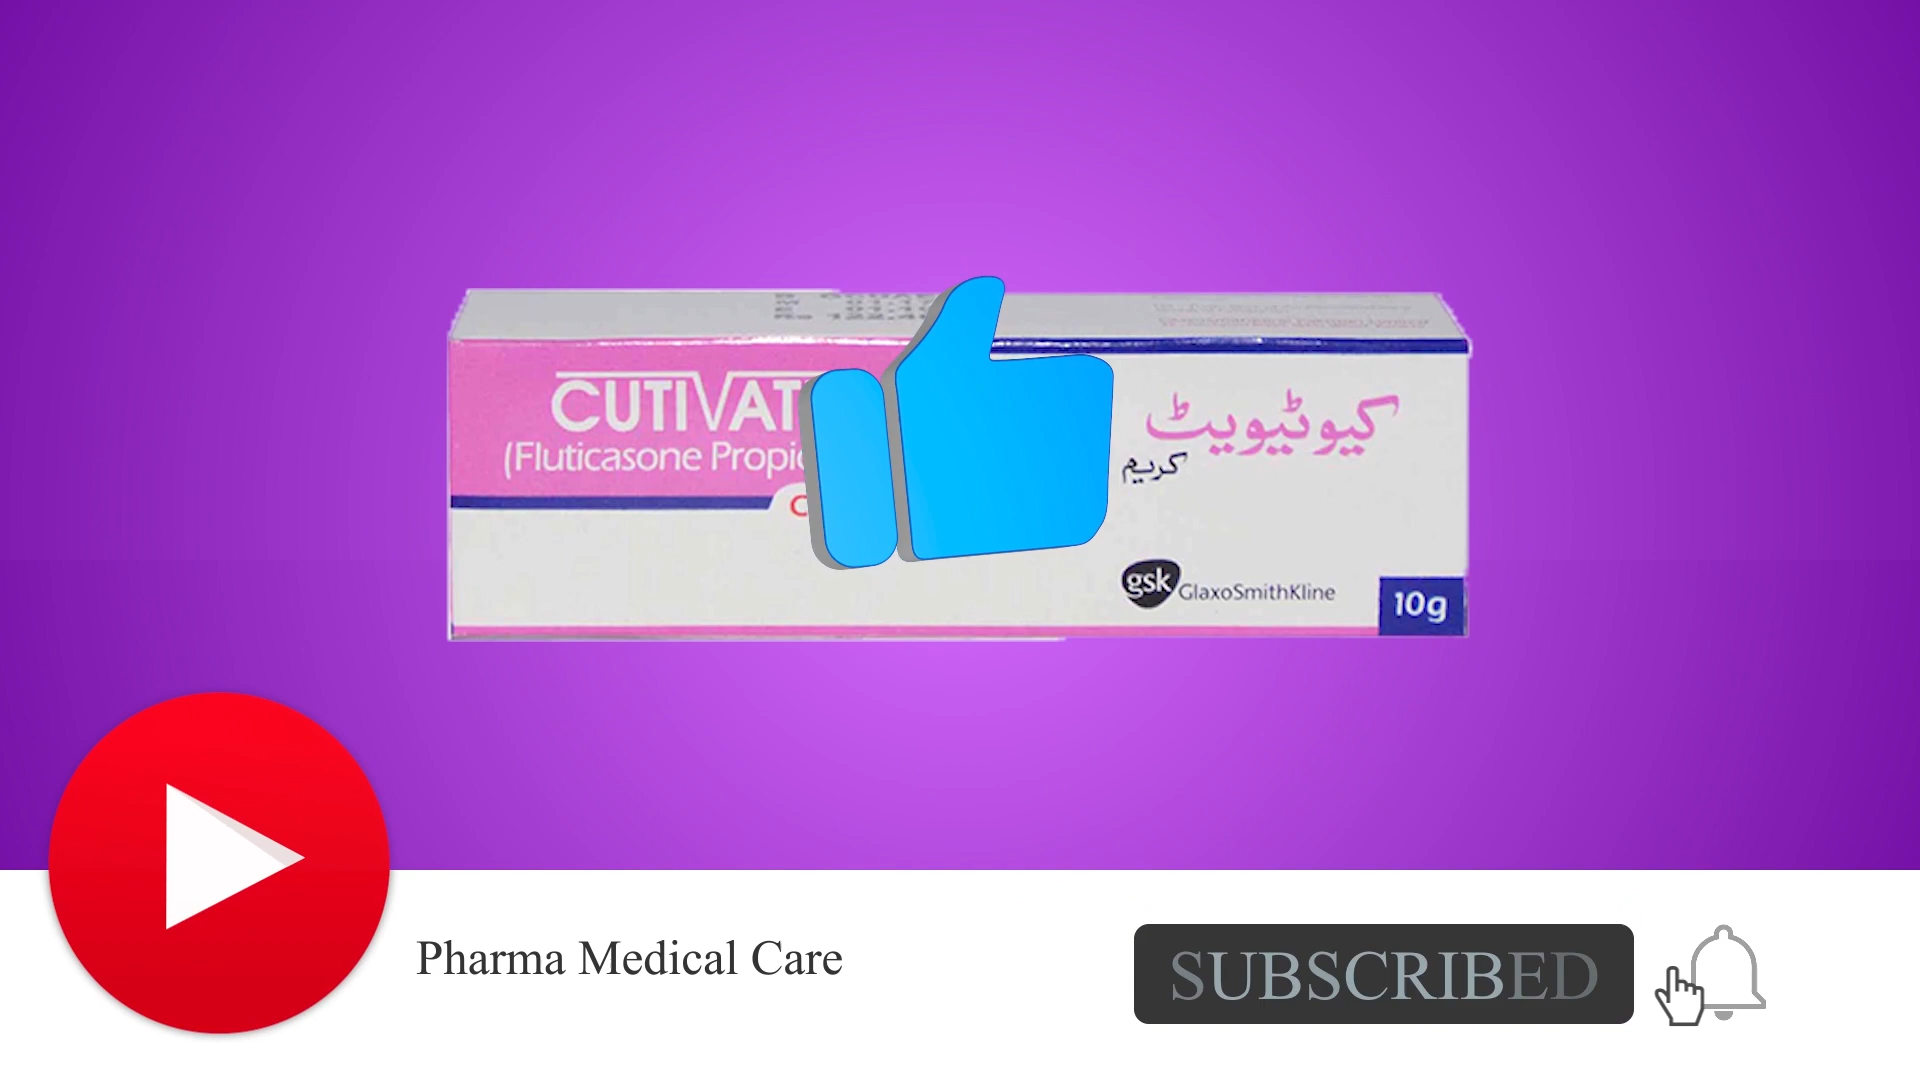 CUTIVAT
(Fluticasone Propi
کیوٹیویٹ
کریم
gsk GlaxoSmithKline
10g
Pharma Medical Care
SUBSCRIBED